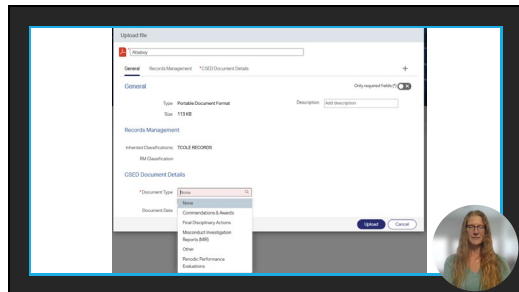 Upload file
Attaboy
General Records Management *CSED Document Details +
General Only required fields (*)
Type Portable Document Format Description Add description
Size 113 KB
Records Management
Inherited Classifications TCOLE RECORDS
RM Classification
CSED Document Details
*Document Type None
None
Document Date
Commendations & Awards
Final Disciplinary Actions
Misconduct Investigation
Reports (MIR)
Other
Periodic Performance
Evaluations
Upload Cancel